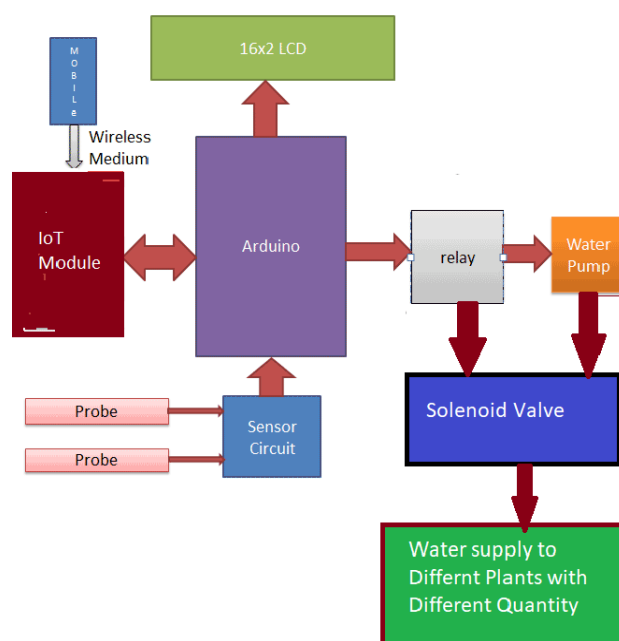 16x2 LCD
MOBILe
Wireless
Medium
IoT
Module
Arduino
relay
Water
Pump
Probe
Probe
Sensor
Circuit
Solenoid Valve
Water supply to
Differnt Plants with
Different Quantity